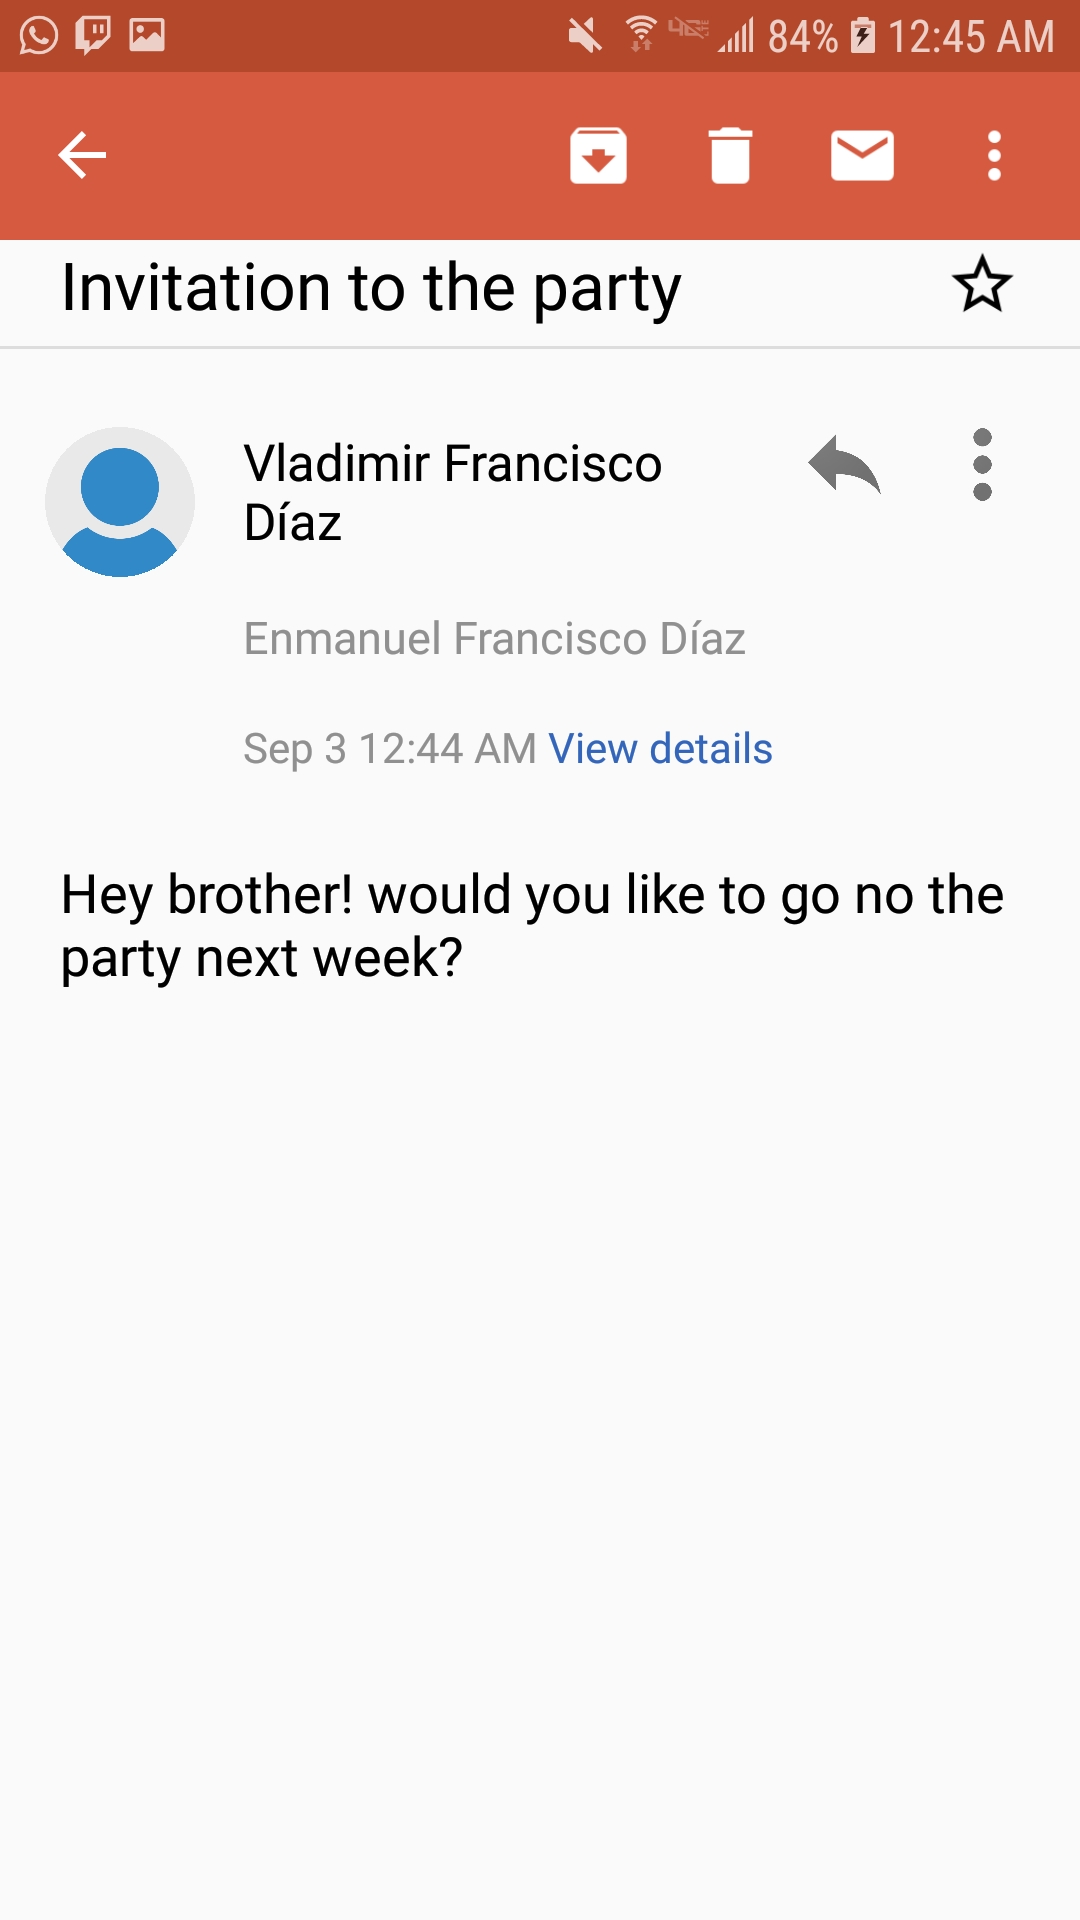 84% 12:45 AM
Invitation to the party
Vladimir Francisco
Díaz
Enmanuel Francisco Díaz
Sep 3 12:44 AM View details
Hey brother! would you like to go no the
party next week?